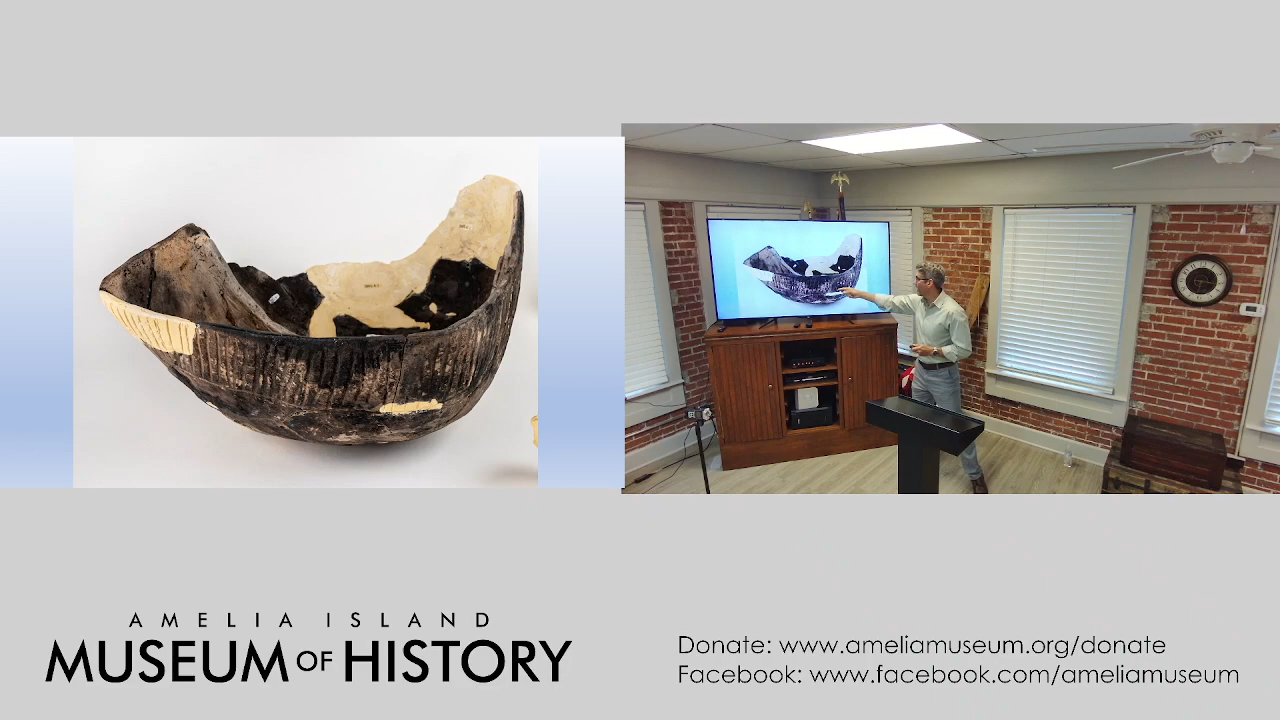 AMELIA ISLAND
MUSEUM OF HISTORY
Donate: www.ameliamuseum.org/donate
Facebook: www.facebook.com/ameliamuseum